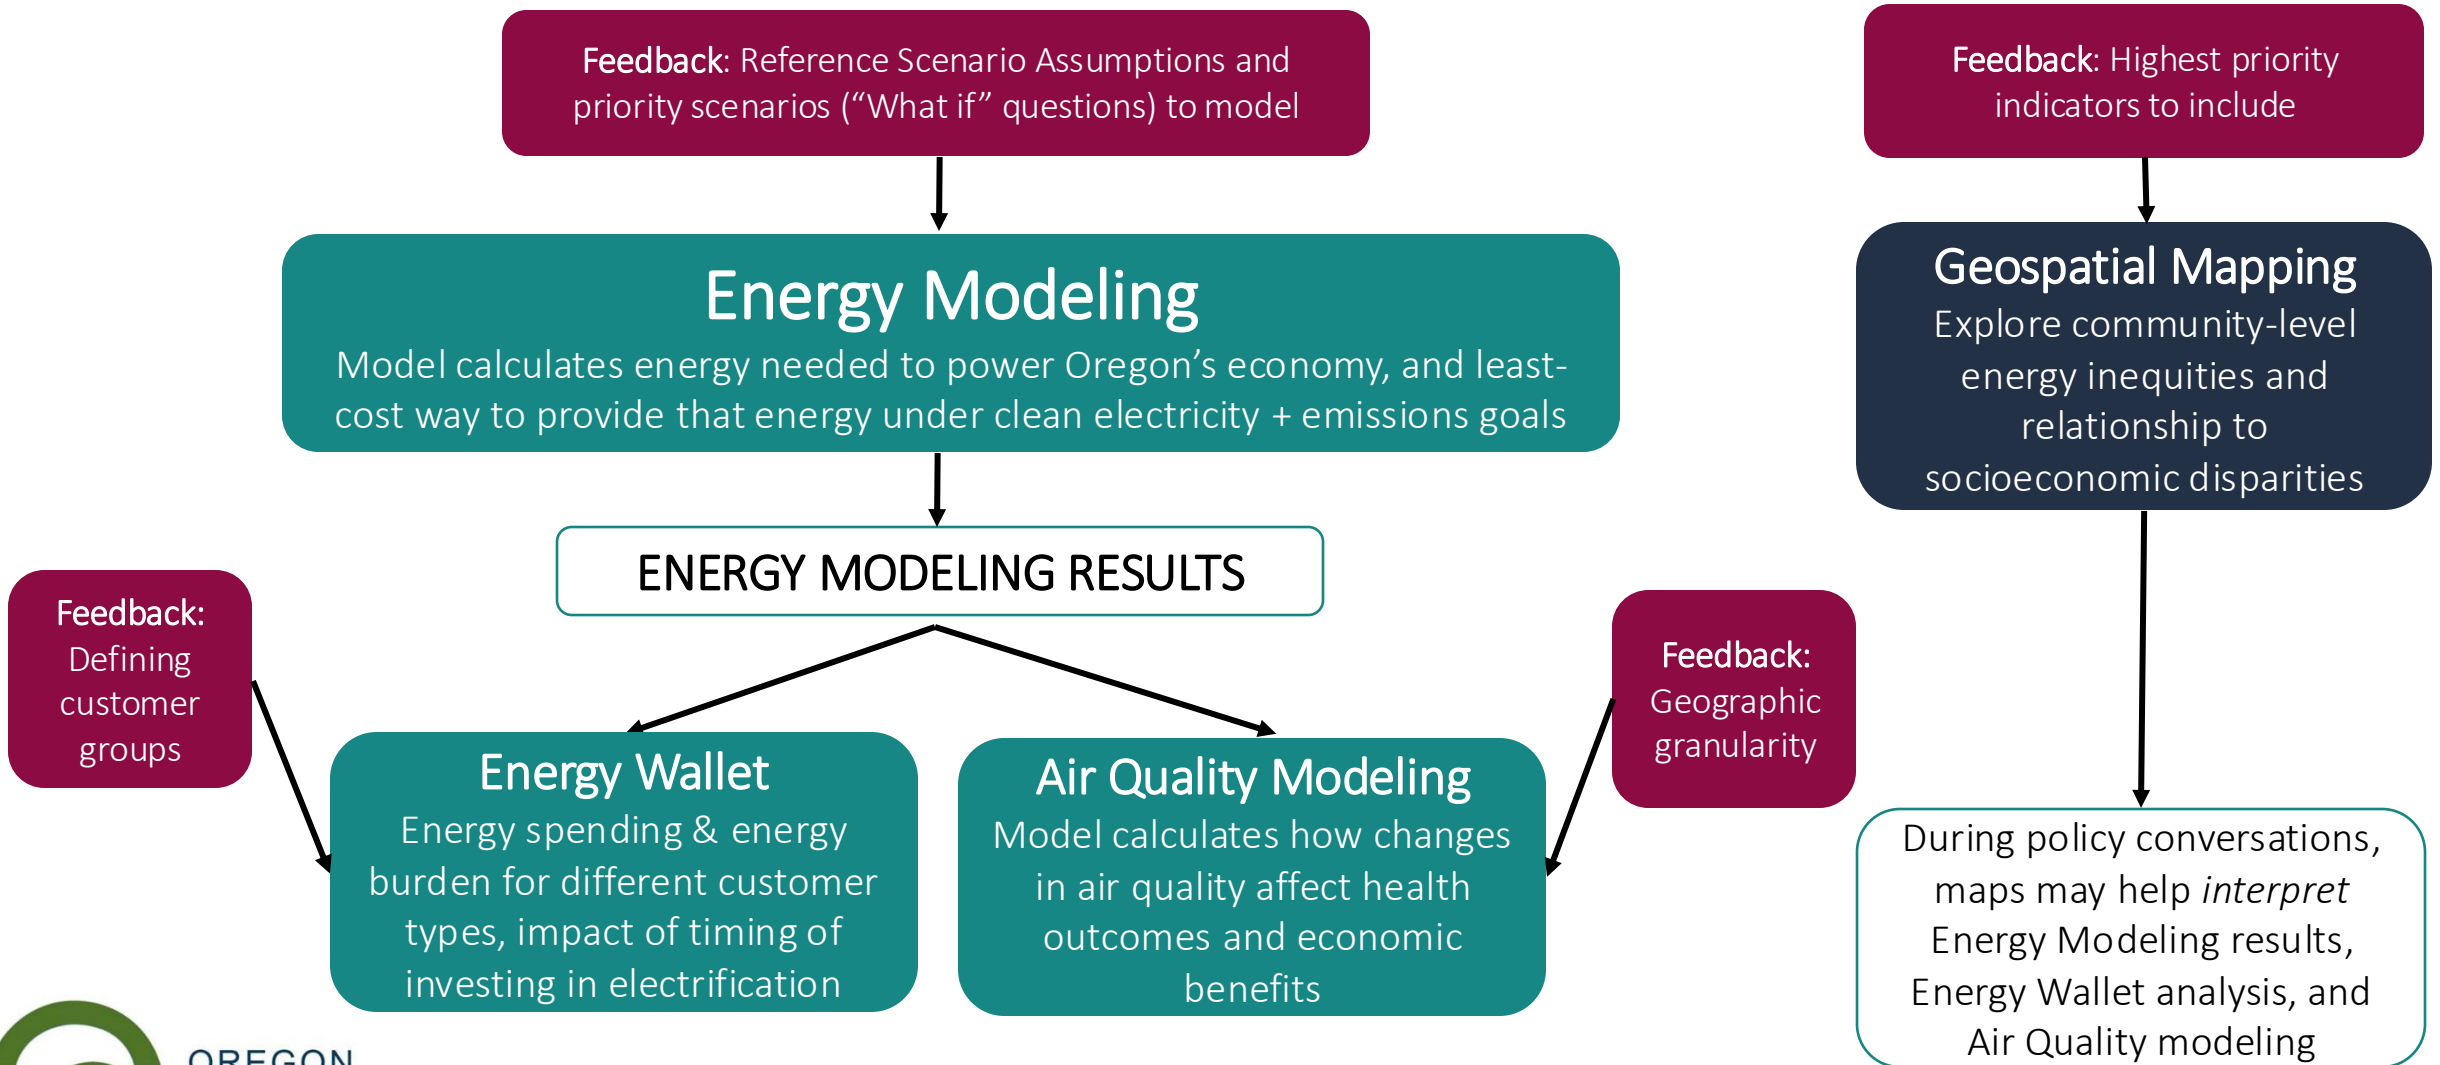 Feedback: Reference Scenario Assumptions and
priority scenarios (“What if” questions) to model
Feedback: Highest priority
indicators to include
Energy Modeling
Model calculates energy needed to power Oregon’s economy, and least-
cost way to provide that energy under clean electricity + emissions goals
Geospatial Mapping
Explore community-level
energy inequities and
relationship to
socioeconomic disparities
ENERGY MODELING RESULTS
Feedback:
Defining
customer
groups
Feedback:
Geographic
granularity
Energy Wallet
Energy spending & energy
burden for different customer
types, impact of timing of
investing in electrification
Air Quality Modeling
Model calculates how changes
in air quality affect health
outcomes and economic
benefits
During policy conversations,
maps may help interpret
Energy Modeling results,
Energy Wallet analysis, and
Air Quality modeling
OREGON